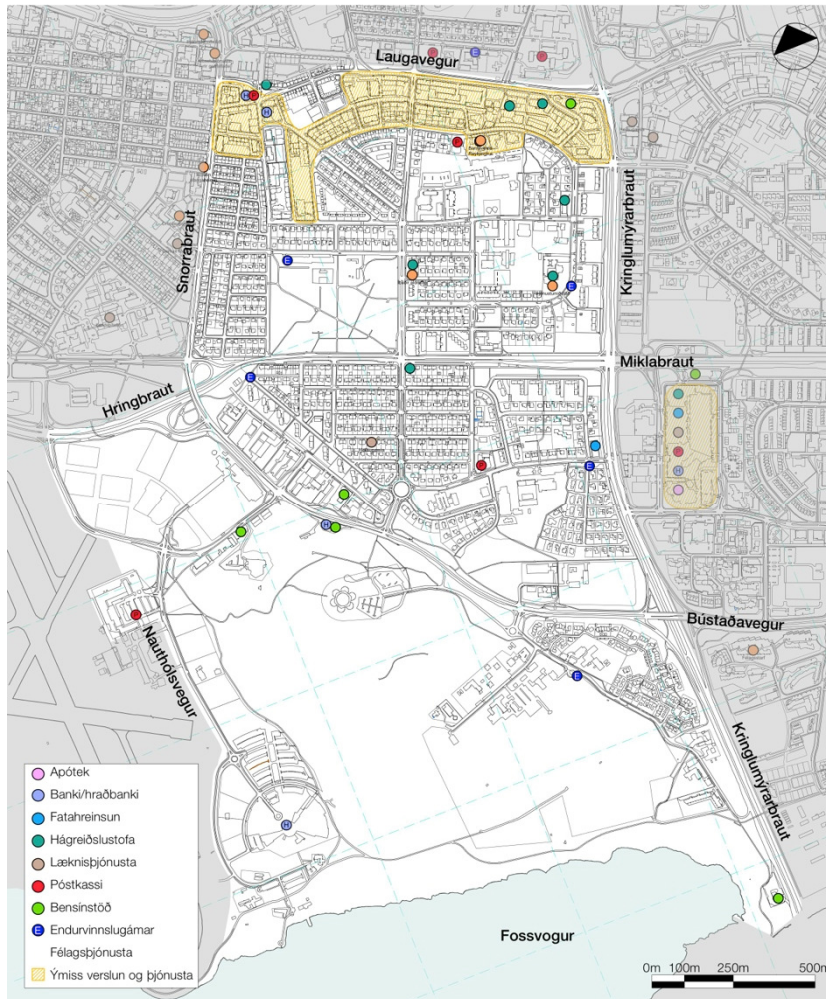 Laugavegur
Snorrabraut
Kringlumýrarbraut
Miklabraut
Hringbraut
Bústaðavegur
Nauthólsvegur
Kringlumýrarbraut
Fossvogur
Apótek
Banki/hraðbanki
Fatahreinsun
Hágreiðslustofa
Læknisþjónusta
Póstkassi
Bensínstöð
E Endurvinnslugámar
Félagsþjónusta
Ýmiss verslun og þjónusta
0m 100m 250m 500m